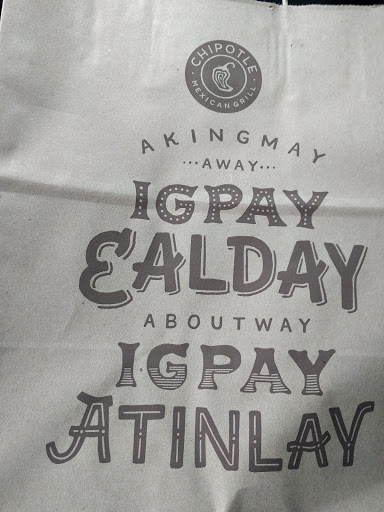 CHIPOTLE
MEXICAN GRILL
AKINGMAY
...AWAY...
IGPAY
EALDAY
ABOUTWAY
IGPAY
ATINLAY